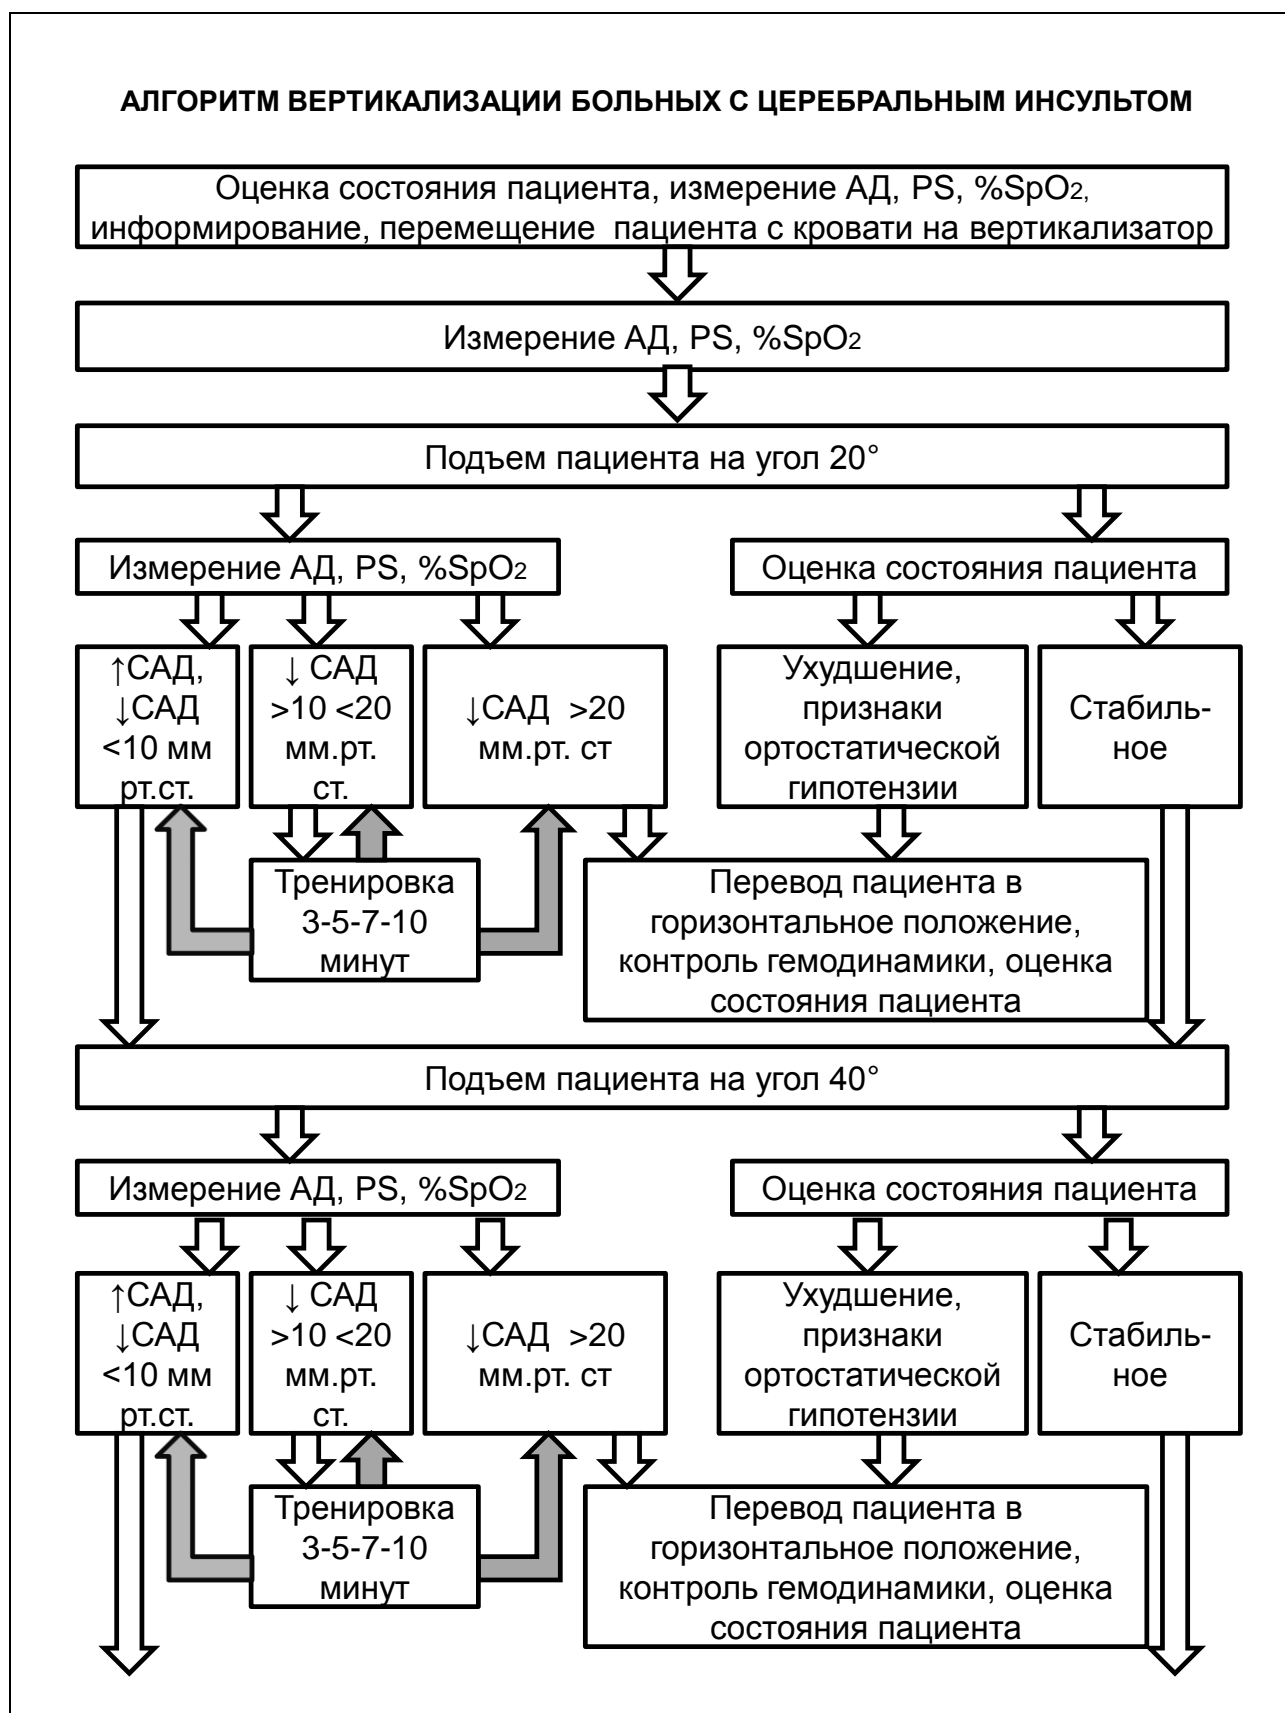 АЛГОРИТМ ВЕРТИКАЛИЗАЦИИ БОЛЬНЫХ С ЦЕРЕБРАЛЬНЫМ ИНСУЛЬТОМ
Оценка состояния пациента, измерение АД, PS, %SpO2,
информирование, перемещение пациента с кровати на вертикализатор
Измерение АД, PS, %SpO2
Подъем пациента на угол 20°
Измерение АД, PS, %SpO2
Оценка состояния пациента
↑САД,
↓САД
<10 мм
рт.ст.
↓ САД
>10 <20
мм.рт.
ст.
↓САД >20
мм.рт. ст
Ухудшение,
признаки
ортостатической
гипотензии
Стабиль-
ное
Тренировка
3-5-7-10
минут
Перевод пациента в
горизонтальное положение,
контроль гемодинамики, оценка
состояния пациента
Подъем пациента на угол 40°
Измерение АД, PS, %SpO2
Оценка состояния пациента
↑САД,
↓САД
<10 мм
рт.ст.
↓ САД
>10 <20
мм.рт.
ст.
↓САД >20
мм.рт. ст
Ухудшение,
признаки
ортостатической
гипотензии
Стабиль-
ное
Тренировка
3-5-7-10
минут
Перевод пациента в
горизонтальное положение,
контроль гемодинамики, оценка
состояния пациента